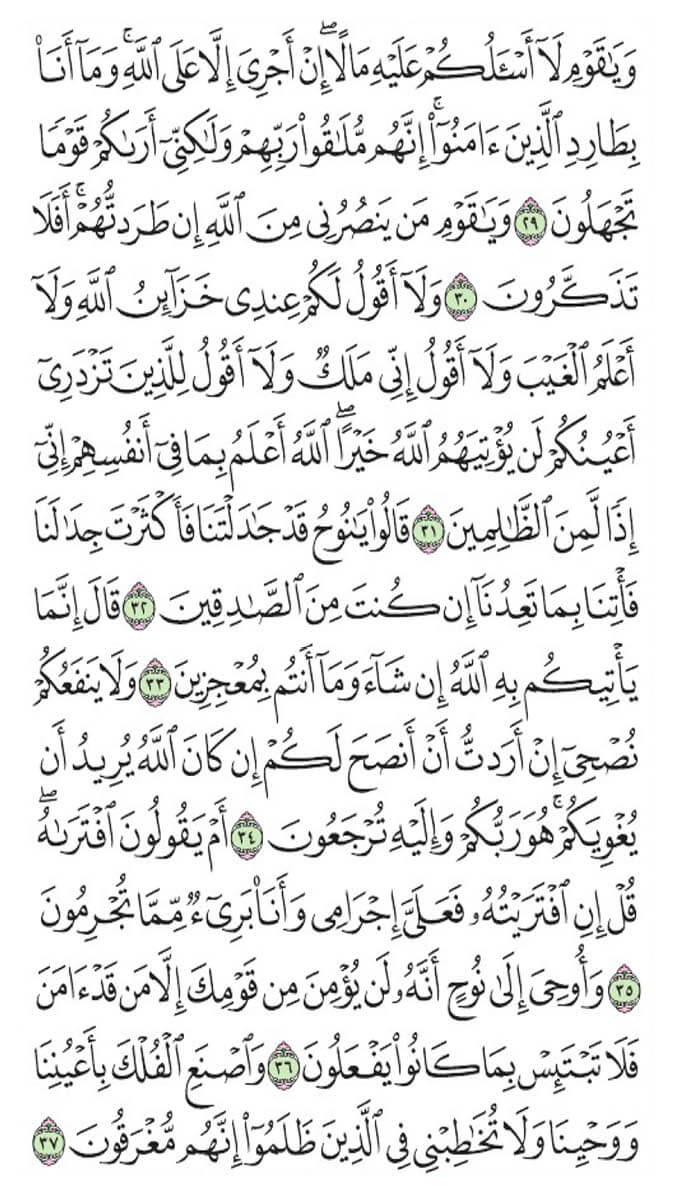 وَيَٰقَوْمِ لَآ أَسْـَٔلُكُمْ عَلَيْهِ مَالًا ۖ إِنْ أَجْرِىَ إِلَّا عَلَى ٱللَّهِ ۚ وَمَآ أَنَا۠
بِطَارِدِ ٱلَّذِينَ ءَامَنُوٓا۟ ۚ إِنَّهُم مُّلَٰقُوا۟ رَبِّهِمْ وَلَٰكِنِّىٓ أَرَىٰكُمْ قَوْمًا
تَجْهَلُونَ ٢٩ وَيَٰقَوْمِ مَن يَنصُرُنِى مِنَ ٱللَّهِ إِن طَرَدتُّهُمْ ۚ أَفَلَا
تَذَكَّرُونَ ٣٠ وَلَآ أَقُولُ لَكُمْ عِندِى خَزَآئِنُ ٱللَّهِ وَلَآ
أَعْلَمُ ٱلْغَيْبَ وَلَآ أَقُولُ إِنِّى مَلَكٌ وَلَآ أَقُولُ لِلَّذِينَ تَزْدَرِىٓ
أَعْيُنُكُمْ لَن يُؤْتِيَهُمُ ٱللَّهُ خَيْرًا ۖ ٱللَّهُ أَعْلَمُ بِمَا فِىٓ أَنفُسِهِمْ إِنِّىٓ
إِذًا لَّمِنَ ٱلظَّٰلِمِينَ ٣١ قَالُوا۟ يَٰنُوحُ قَدْ جَٰدَلْتَنَا فَأَكْثَرْتَ جِدَٰلَنَا
فَأْتِنَا بِمَا تَعِدُنَآ إِن كُنتَ مِنَ ٱلصَّٰدِقِينَ ٣٢ قَالَ إِنَّمَا
يَأْتِيكُم بِهِ ٱللَّهُ إِن شَآءَ وَمَآ أَنتُم بِمُعْجِزِينَ ٣٣ وَلَا يَنفَعُكُمْ
نُصْحِىٓ إِنْ أَرَدتُّ أَنْ أَنصَحَ لَكُمْ إِن كَانَ ٱللَّهُ يُرِيدُ أَن
يُغْوِيَكُمْ ۚ هُوَ رَبُّكُمْ وَإِلَيْهِ تُرْجَعُونَ ٣٤ أَمْ يَقُولُونَ ٱفْتَرَىٰهُ ۖ
قُلْ إِنِ ٱفْتَرَيْتُهُۥ فَعَلَىَّ إِجْرَامِى وَأَنَا۠ بَرِىٓءٌ مِّمَّا تُجْرِمُونَ
٣٥ وَأُوحِىَ إِلَىٰ نُوحٍ أَنَّهُۥ لَن يُؤْمِنَ مِن قَوْمِكَ إِلَّا مَن قَدْ ءَامَنَ
فَلَا تَبْتَئِسْ بِمَا كَانُوا۟ يَفْعَلُونَ ٣٦ وَٱصْنَعِ ٱلْفُلْكَ بِأَعْيُنِنَا
وَوَحْيِنَا وَلَا تُخَٰطِبْنِى فِى ٱلَّذِينَ ظَلَمُوٓا۟ إِنَّهُم مُّغْرَقُونَ ٣٧